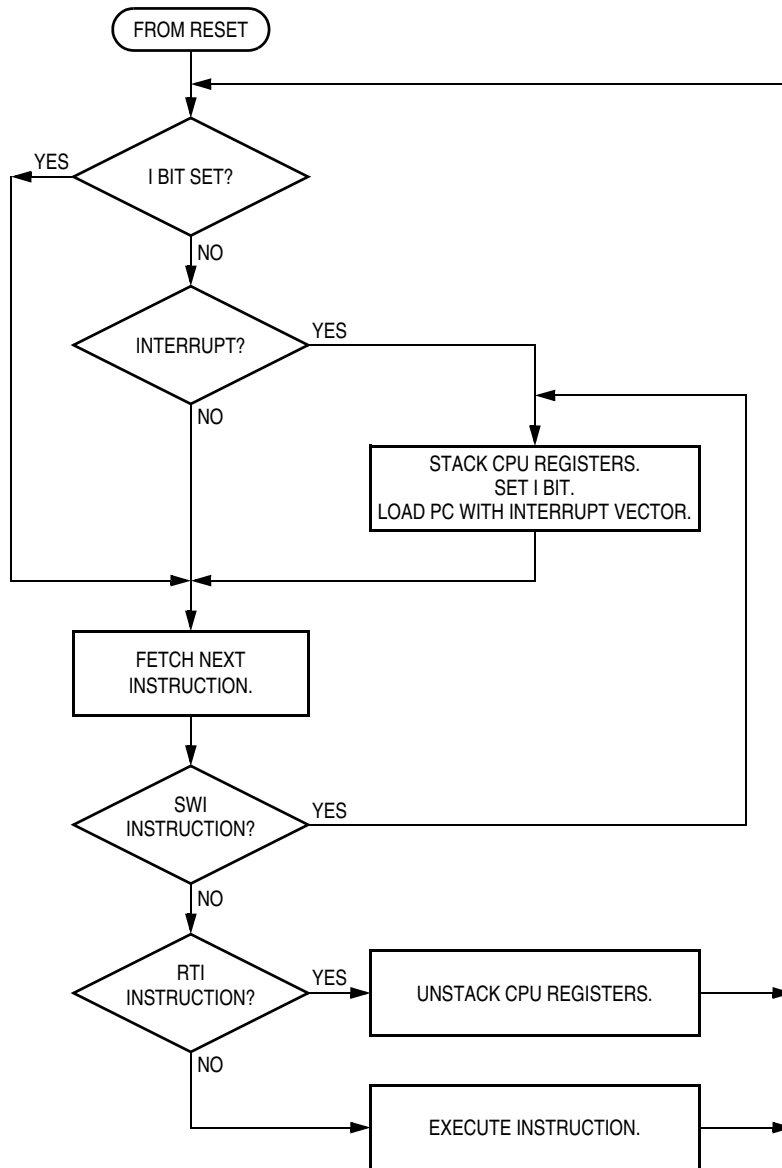 FROM RESET
YES
I BIT SET?
NO
INTERRUPT?
YES
NO
STACK CPU REGISTERS.
SET I BIT.
LOAD PC WITH INTERRUPT VECTOR.
FETCH NEXT
INSTRUCTION.
SWI
INSTRUCTION?
YES
NO
RTI
INSTRUCTION?
YES
UNSTACK CPU REGISTERS.
NO
EXECUTE INSTRUCTION.